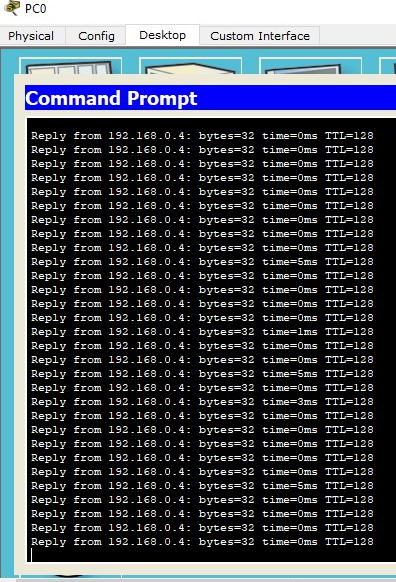 PC0
Physical Config Desktop Custom Interface
Command Prompt
Reply from 192.168.0.4: bytes=32 time=0ms TTL=128
Reply from 192.168.0.4: bytes=32 time=0ms TTL=128
Reply from 192.168.0.4: bytes=32 time=0ms TTL=128
Reply from 192.168.0.4: bytes=32 time=0ms TTL=128
Reply from 192.168.0.4: bytes=32 time=0ms TTL=128
Reply from 192.168.0.4: bytes=32 time=0ms TTL=128
Reply from 192.168.0.4: bytes=32 time=0ms TTL=128
Reply from 192.168.0.4: bytes=32 time=0ms TTL=128
Reply from 192.168.0.4: bytes=32 time=0ms TTL=128
Reply from 192.168.0.4: bytes=32 time=5ms TTL=128
Reply from 192.168.0.4: bytes=32 time=0ms TTL=128
Reply from 192.168.0.4: bytes=32 time=0ms TTL=128
Reply from 192.168.0.4: bytes=32 time=0ms TTL=128
Reply from 192.168.0.4: bytes=32 time=0ms TTL=128
Reply from 192.168.0.4: bytes=32 time=1ms TTL=128
Reply from 192.168.0.4: bytes=32 time=0ms TTL=128
Reply from 192.168.0.4: bytes=32 time=0ms TTL=128
Reply from 192.168.0.4: bytes=32 time=5ms TTL=128
Reply from 192.168.0.4: bytes=32 time=0ms TTL=128
Reply from 192.168.0.4: bytes=32 time=3ms TTL=128
Reply from 192.168.0.4: bytes=32 time=0ms TTL=128
Reply from 192.168.0.4: bytes=32 time=0ms TTL=128
Reply from 192.168.0.4: bytes=32 time=0ms TTL=128
Reply from 192.168.0.4: bytes=32 time=0ms TTL=128
Reply from 192.168.0.4: bytes=32 time=0ms TTL=128
Reply from 192.168.0.4: bytes=32 time=5ms TTL=128
Reply from 192.168.0.4: bytes=32 time=0ms TTL=128
Reply from 192.168.0.4: bytes=32 time=0ms TTL=128
Reply from 192.168.0.4: bytes=32 time=0ms TTL=128
Reply from 192.168.0.4: bytes=32 time=0ms TTL=128